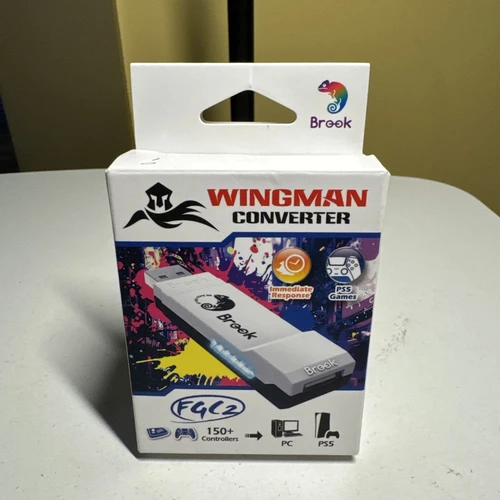 Brook
WINGMAN
CONVERTER
Immediate
Response
PS5
Games
Brook
Brook
FGC2
150+
Controllers
PC
PS5